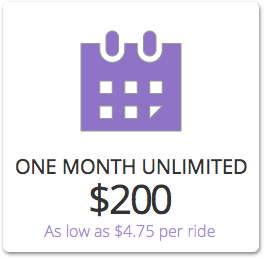 ONE MONTH UNLIMITED
$200
As low as $4.75 per ride